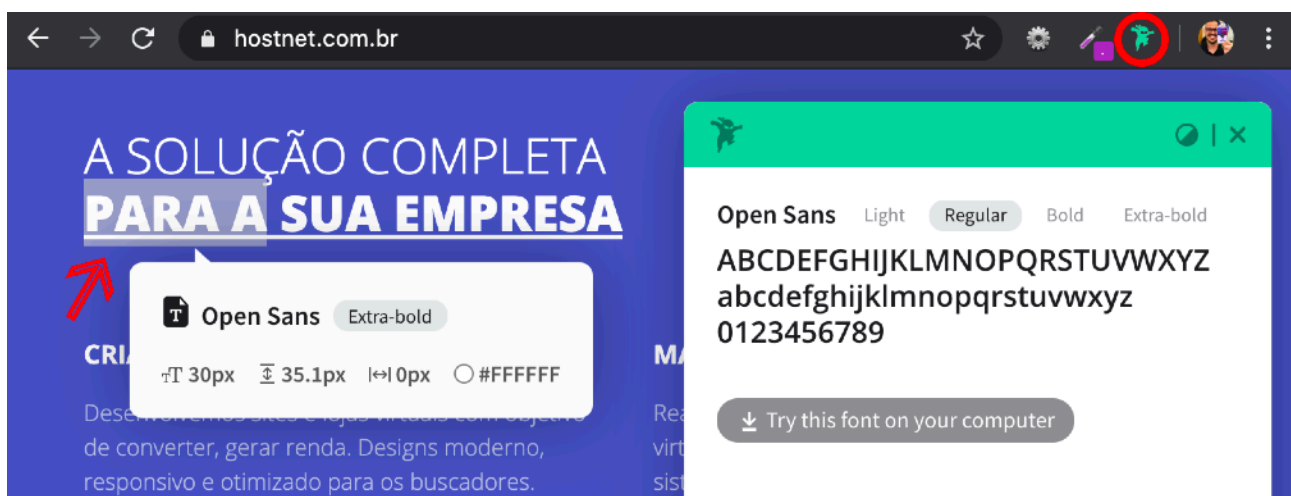 hostnet.com.br
A SOLUÇÃO COMPLETA
PARA A SUA EMPRESA
Open Sans Extra-bold
30px 35.1px 0px #FFFFFF
de converter, gerar renda. Designs moderno,
responsivo e otimizado para os buscadores.
Open Sans Light Regular Bold Extra-bold
ABCDEFGHIJKLMNOPQRSTUVWXYZ
abcdefghijklmnopqrstuvwxyz
0123456789
Try this font on your computer